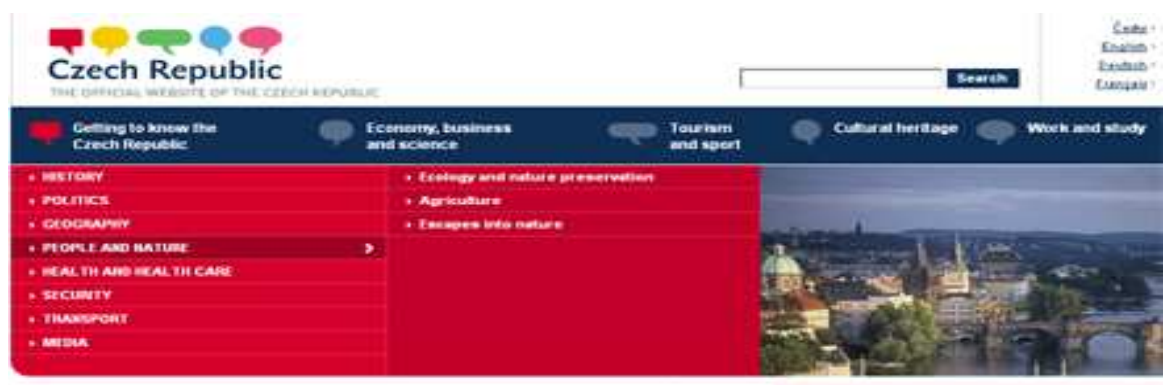 Czech Republic
THE OFFICIAL WEBSITE OF THE CZECH REPUBLIC
Search
Česky
English
Deutsch
Français
Getting to know the
Czech Republic
Economy, business
and science
Tourism
and sport
Cultural heritage
Work and study
HISTORY
POLITICS
GEOGRAPHY
PEOPLE AND NATURE
HEALTH AND HEALTH CARE
SECURITY
TRANSPORT
MEDIA
Ecology and nature preservation
Agriculture
Escapes into nature